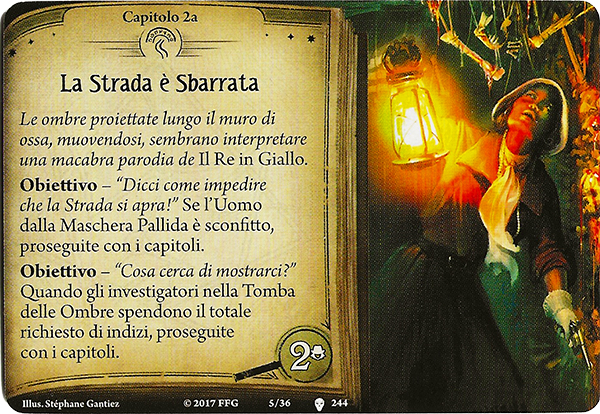 Capitolo 2a
La Strada è Sbarrata
Le ombre proiettate lungo il muro di
ossa, muovendosi, sembrano interpretare
una macabra parodia de Il Re in Giallo.
Obiettivo – “Dicci come impedire
che la Strada si apra!” Se l’Uomo
dalla Maschera Pallida è sconfitto,
proseguite con i capitoli.
Obiettivo – “Cosa cerca di mostrarci?”
Quando gli investigatori nella Tomba
delle Ombre spendono il totale
richiesto di indizi, proseguite
con i capitoli.
2
Illus. Stéphane Gantiez © 2017 FFG 5/36 244